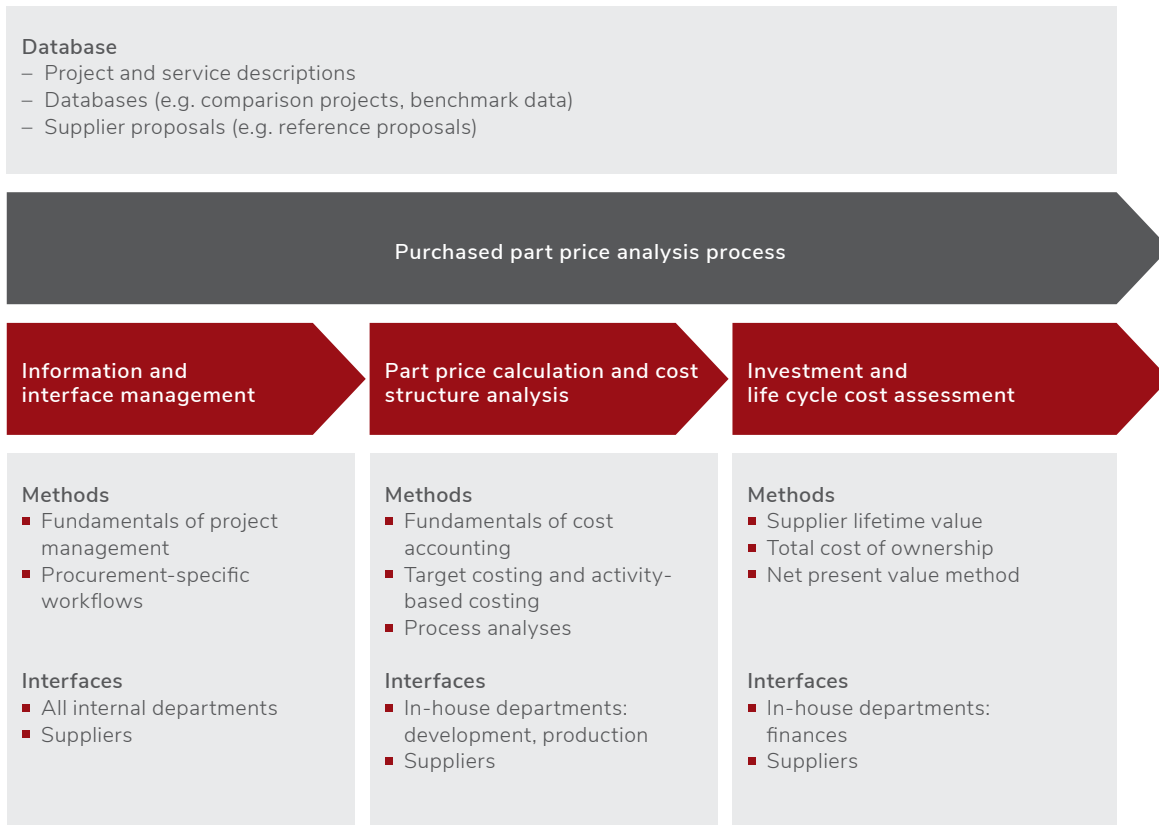 Database
– Project and service descriptions
– Databases (e.g. comparison projects, benchmark data)
– Supplier proposals (e.g. reference proposals)
Purchased part price analysis process
Information and
interface management
Part price calculation and cost
structure analysis
Investment and
life cycle cost assessment
Methods
▪ Fundamentals of project
management
▪ Procurement-specific
workflows
Interfaces
▪ All internal departments
▪ Suppliers
Methods
▪ Fundamentals of cost
accounting
▪ Target costing and activity-
based costing
▪ Process analyses
Interfaces
▪ In-house departments:
development, production
▪ Suppliers
Methods
▪ Supplier lifetime value
▪ Total cost of ownership
▪ Net present value method
Interfaces
▪ In-house departments:
finances
▪ Suppliers